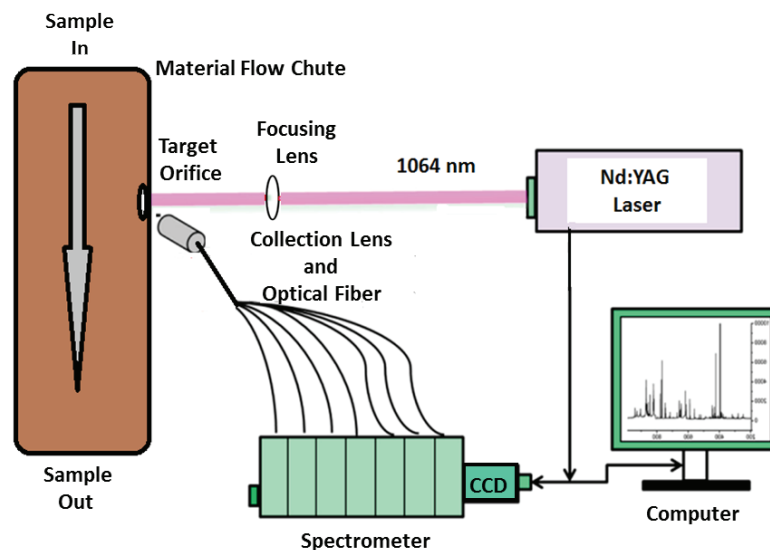 Sample
In
Material Flow Chute
Target
Orifice
Focusing
Lens
1064 nm
Nd:YAG
Laser
Collection Lens
and
Optical Fiber
Sample
Out
CCD
Spectrometer
Computer